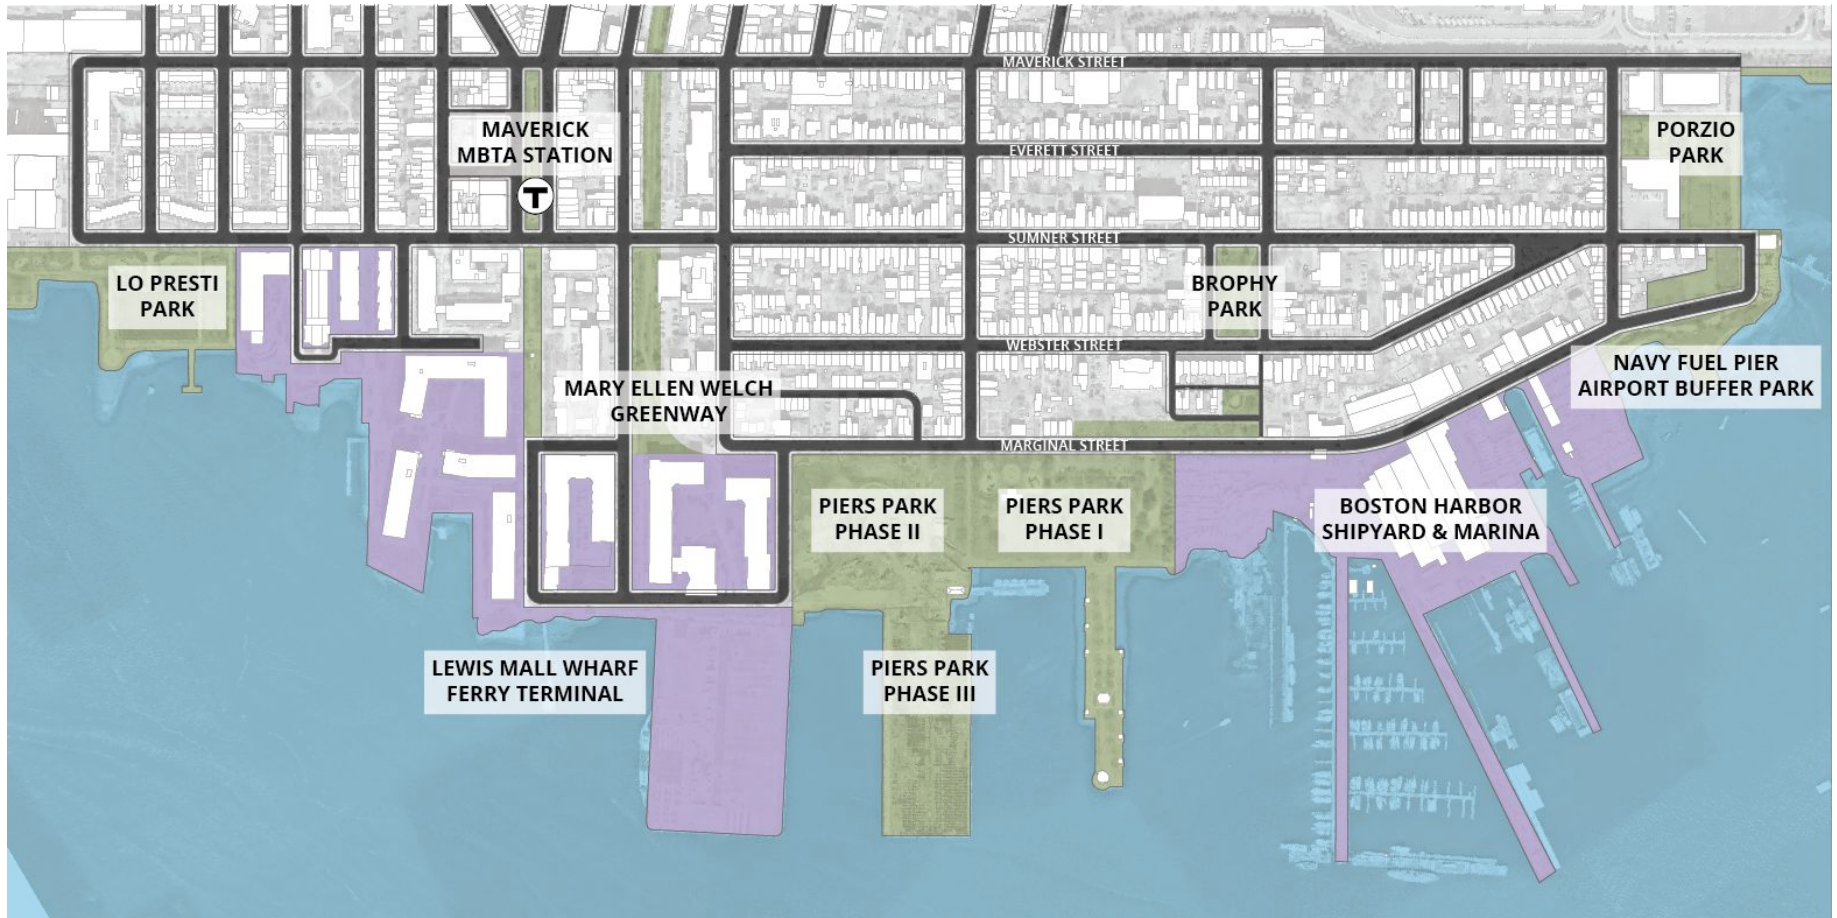 MAVERICK STREET
MAVERICK
MBTA STATION
T
PORZIO
PARK
EVERETT STREET
SUMNER STREET
LO PRESTI
PARK
BROPHY
PARK
WEBSTER STREET
NAVY FUEL PIER
AIRPORT BUFFER PARK
MARY ELLEN WELCH
GREENWAY
MARGINAL STREET
PIERS PARK
PHASE II
PIERS PARK
PHASE I
BOSTON HARBOR
SHIPYARD & MARINA
LEWIS MALL WHARF
FERRY TERMINAL
PIERS PARK
PHASE III